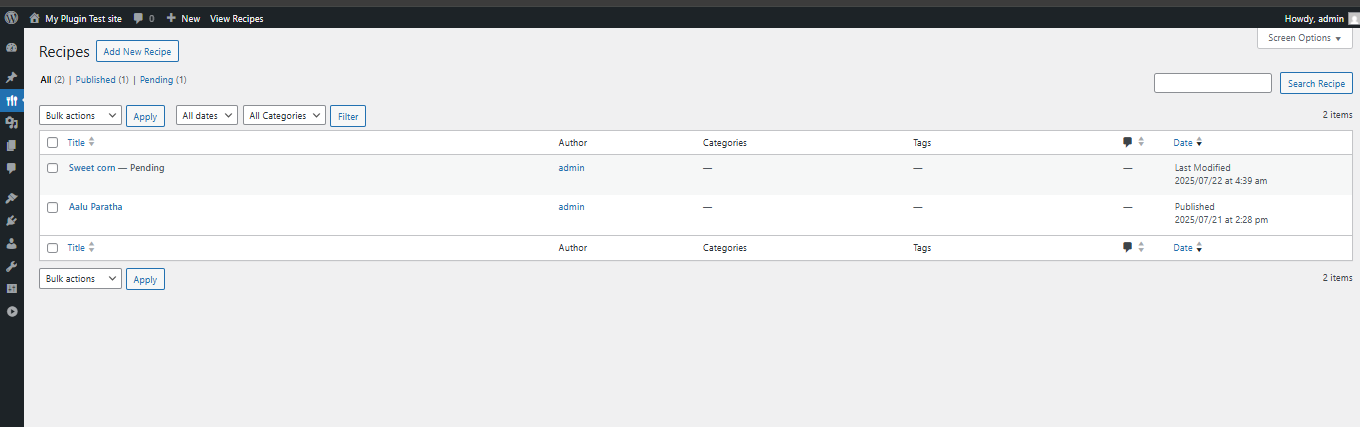 My Plugin Test site 0 New View Recipes Howdy, admin
Screen Options
Recipes Add New Recipe
All (2) | Published (1) | Pending (1)
Search Recipe
Bulk actions Apply All dates All Categories Filter 2 items
Title Author Categories Tags Date
Sweet corn — Pending admin — — — Last Modified
2025/07/22 at 4:39 am
Aalu Paratha admin — — — Published
2025/07/21 at 2:28 pm
Title Author Categories Tags Date
Bulk actions Apply 2 items